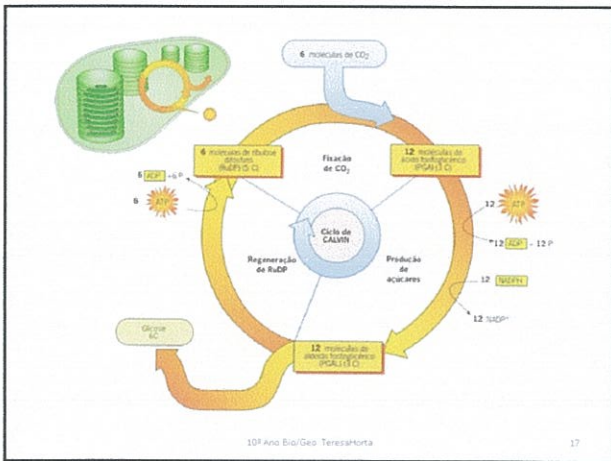 6 moléculas de CO2
6 moléculas de ribulose
difosfato
(RuDP) (5 C)
Fixação
de CO2
12 moléculas de
ácido fosfoglicérico
(PGA) (3 C)
6 ADP + 6 P
6 ATP
12 ATP
12 ADP + 12 P
Ciclo de
CALVIN
Regeneração
de RuDP
Produção
de
açúcares
12 NADPH
12 NADP+
Glicose
6C
12 moléculas de
aldeído fosfoglicérico
(PGAL) (3 C)
10º Ano Bio/Geo TeresaHorta
17